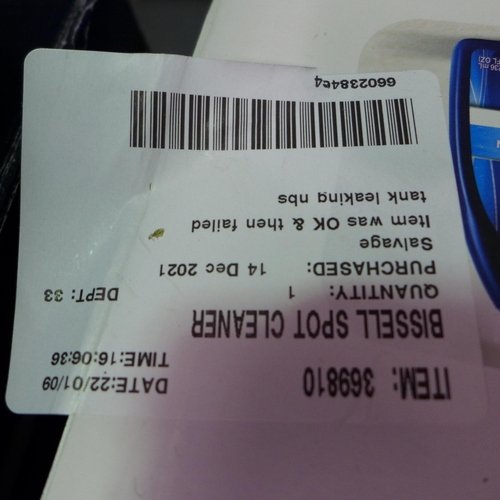 ITEM: 369810 DATE:22/01/09
BISSELL SPOT CLEANER TIME:16:06:36
QUANTITY: 1 DEPT: 33
PURCHASED: 14 Dec 2021
Salvage
Item was OK & then failed
tank leaking nbs